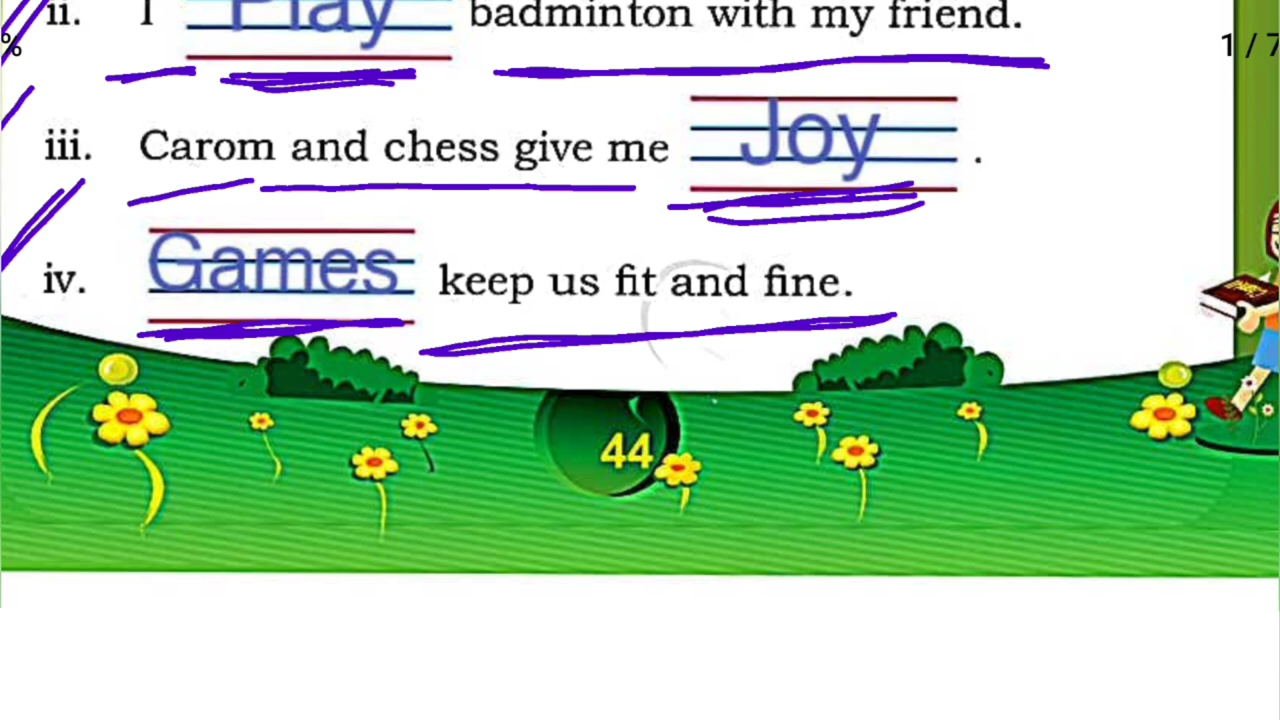 ii. I Play badminton with my friend.
% 1 / 7
iii. Carom and chess give me Joy .
iv. Games keep us fit and fine.
44